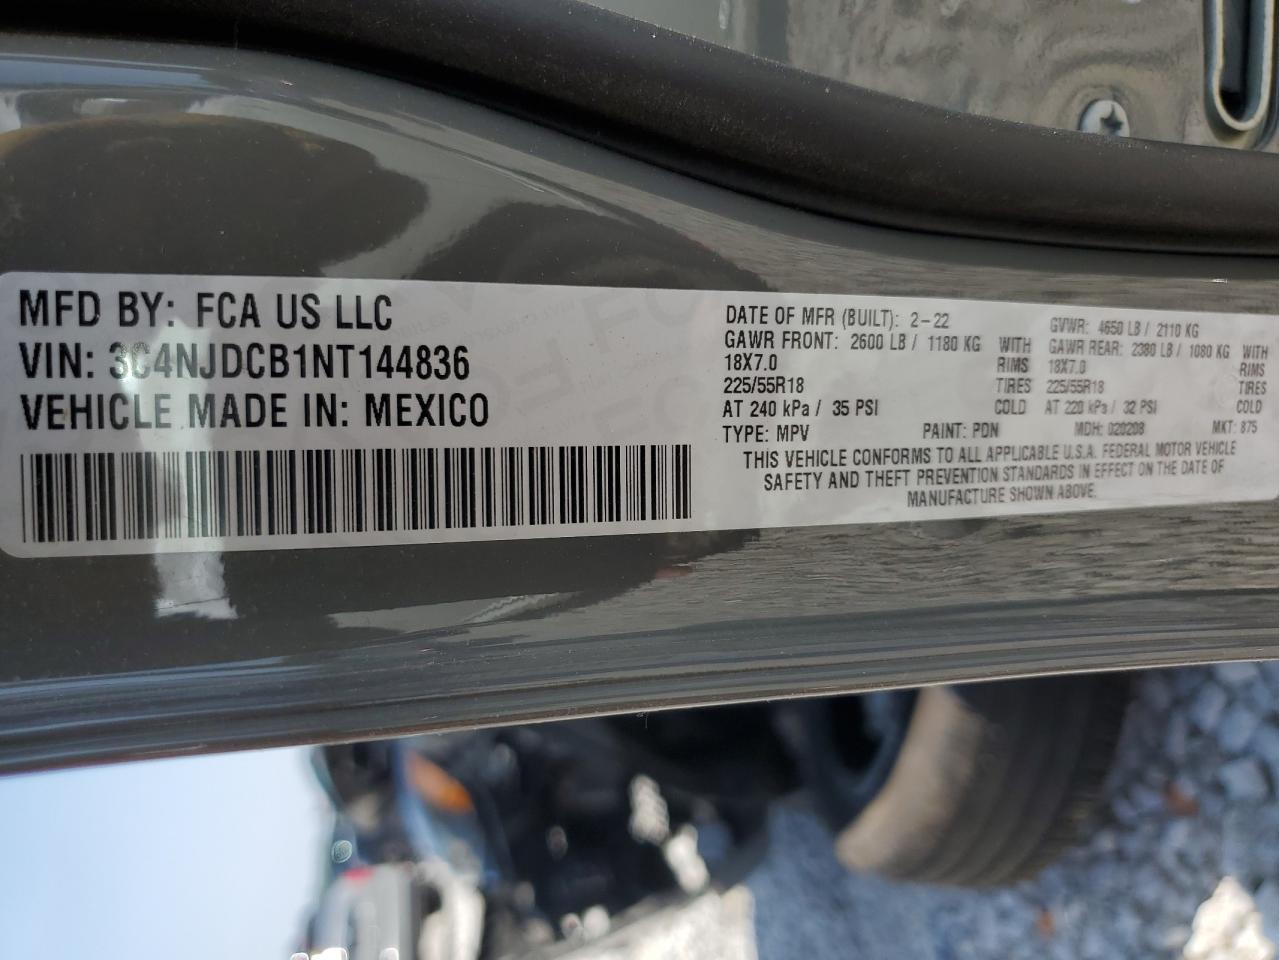 MFD BY: FCA US LLC
VIN: 3C4NJDCB1NT144836
VEHICLE MADE IN: MEXICO
DATE OF MFR (BUILT): 2-22 GVWR: 4650 LB / 2110 KG
GAWR FRONT: 2600 LB / 1180 KG WITH GAWR REAR: 2380 LB / 1080 KG WITH
18X7.0 RIMS 18X7.0 RIMS
225/55R18 TIRES 225/55R18 TIRES
AT 240 kPa / 35 PSI COLD AT 220 kPa / 32 PSI COLD
TYPE: MPV PAINT: PDN MDH: 020208 MKT: 875
THIS VEHICLE CONFORMS TO ALL APPLICABLE U.S.A. FEDERAL MOTOR VEHICLE
SAFETY AND THEFT PREVENTION STANDARDS IN EFFECT ON THE DATE OF
MANUFACTURE SHOWN ABOVE.